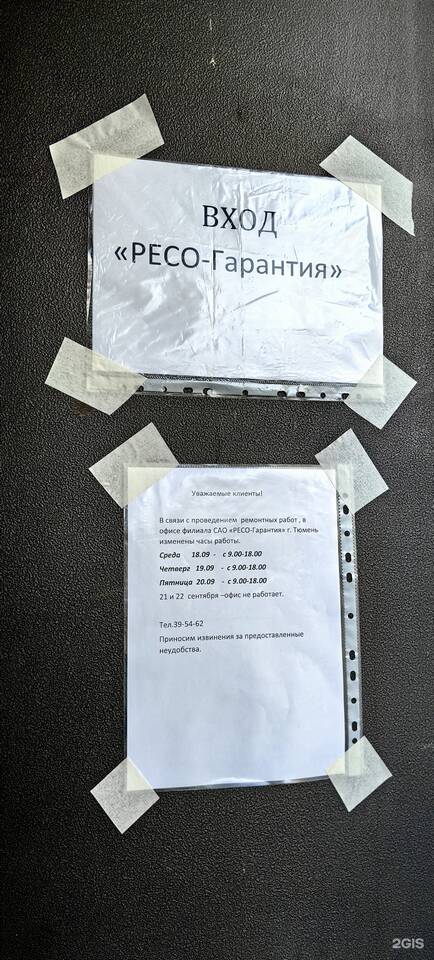 ВХОД
«РЕСО-Гарантия»
Уважаемые клиенты!
В связи с проведением ремонтных работ , в
офисе филиала САО «РЕСО-Гарантия» г. Тюмень
изменены часы работы.
Среда 18.09 - с 9.00-18.00
Четверг 19.09 - с 9.00-18.00
Пятница 20.09 - с 9.00-18.00
21 и 22 сентября –офис не работает.
Тел.39-54-62
Приносим извинения за предоставленные
неудобства.
2GIS